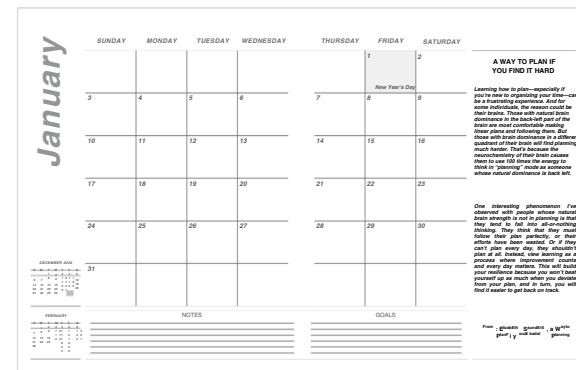 January
SUNDAY MONDAY TUESDAY WEDNESDAY THURSDAY FRIDAY SATURDAY
1 2
New Year's Day
3 4 5 6 7 8 9
10 11 12 13 14 15 16
17 18 19 20 21 22 23
24 25 26 27 28 29 30
31
DECEMBER 2020
FEBRUARY
NOTES GOALS
A WAY TO PLAN IF
YOU FIND IT HARD
Learning how to plan—especially if
you're new to organizing your time—can
be a frustrating experience. And for
some individuals, the reason could be
their brains. Those with natural brain
dominance in the back-left part of the
brain are most comfortable making
linear plans and following them. But
those with brain dominance in a different
quadrant of their brain will find planning
much harder. That's because the
neurochemistry of their brain causes
them to use 100 times the energy to
think in "planning" mode as someone
whose natural dominance is back left.
One interesting phenomenon I've
observed with people whose natural
brain strength is not in planning is that
they tend to fall into all-or-nothing
thinking. They think that they must
follow their plan perfectly, or their
efforts have been wasted. Or if they
can't plan every day, they shouldn't
plan at all. Instead, view learning as a
process where improvement counts
and every day matters. This will build
your resilience because you won't beat
yourself up as much when you deviate
from your plan, and in turn, you will
find it easier to get back on track.
From : Elizabeth Saunders , a Way to
Planning